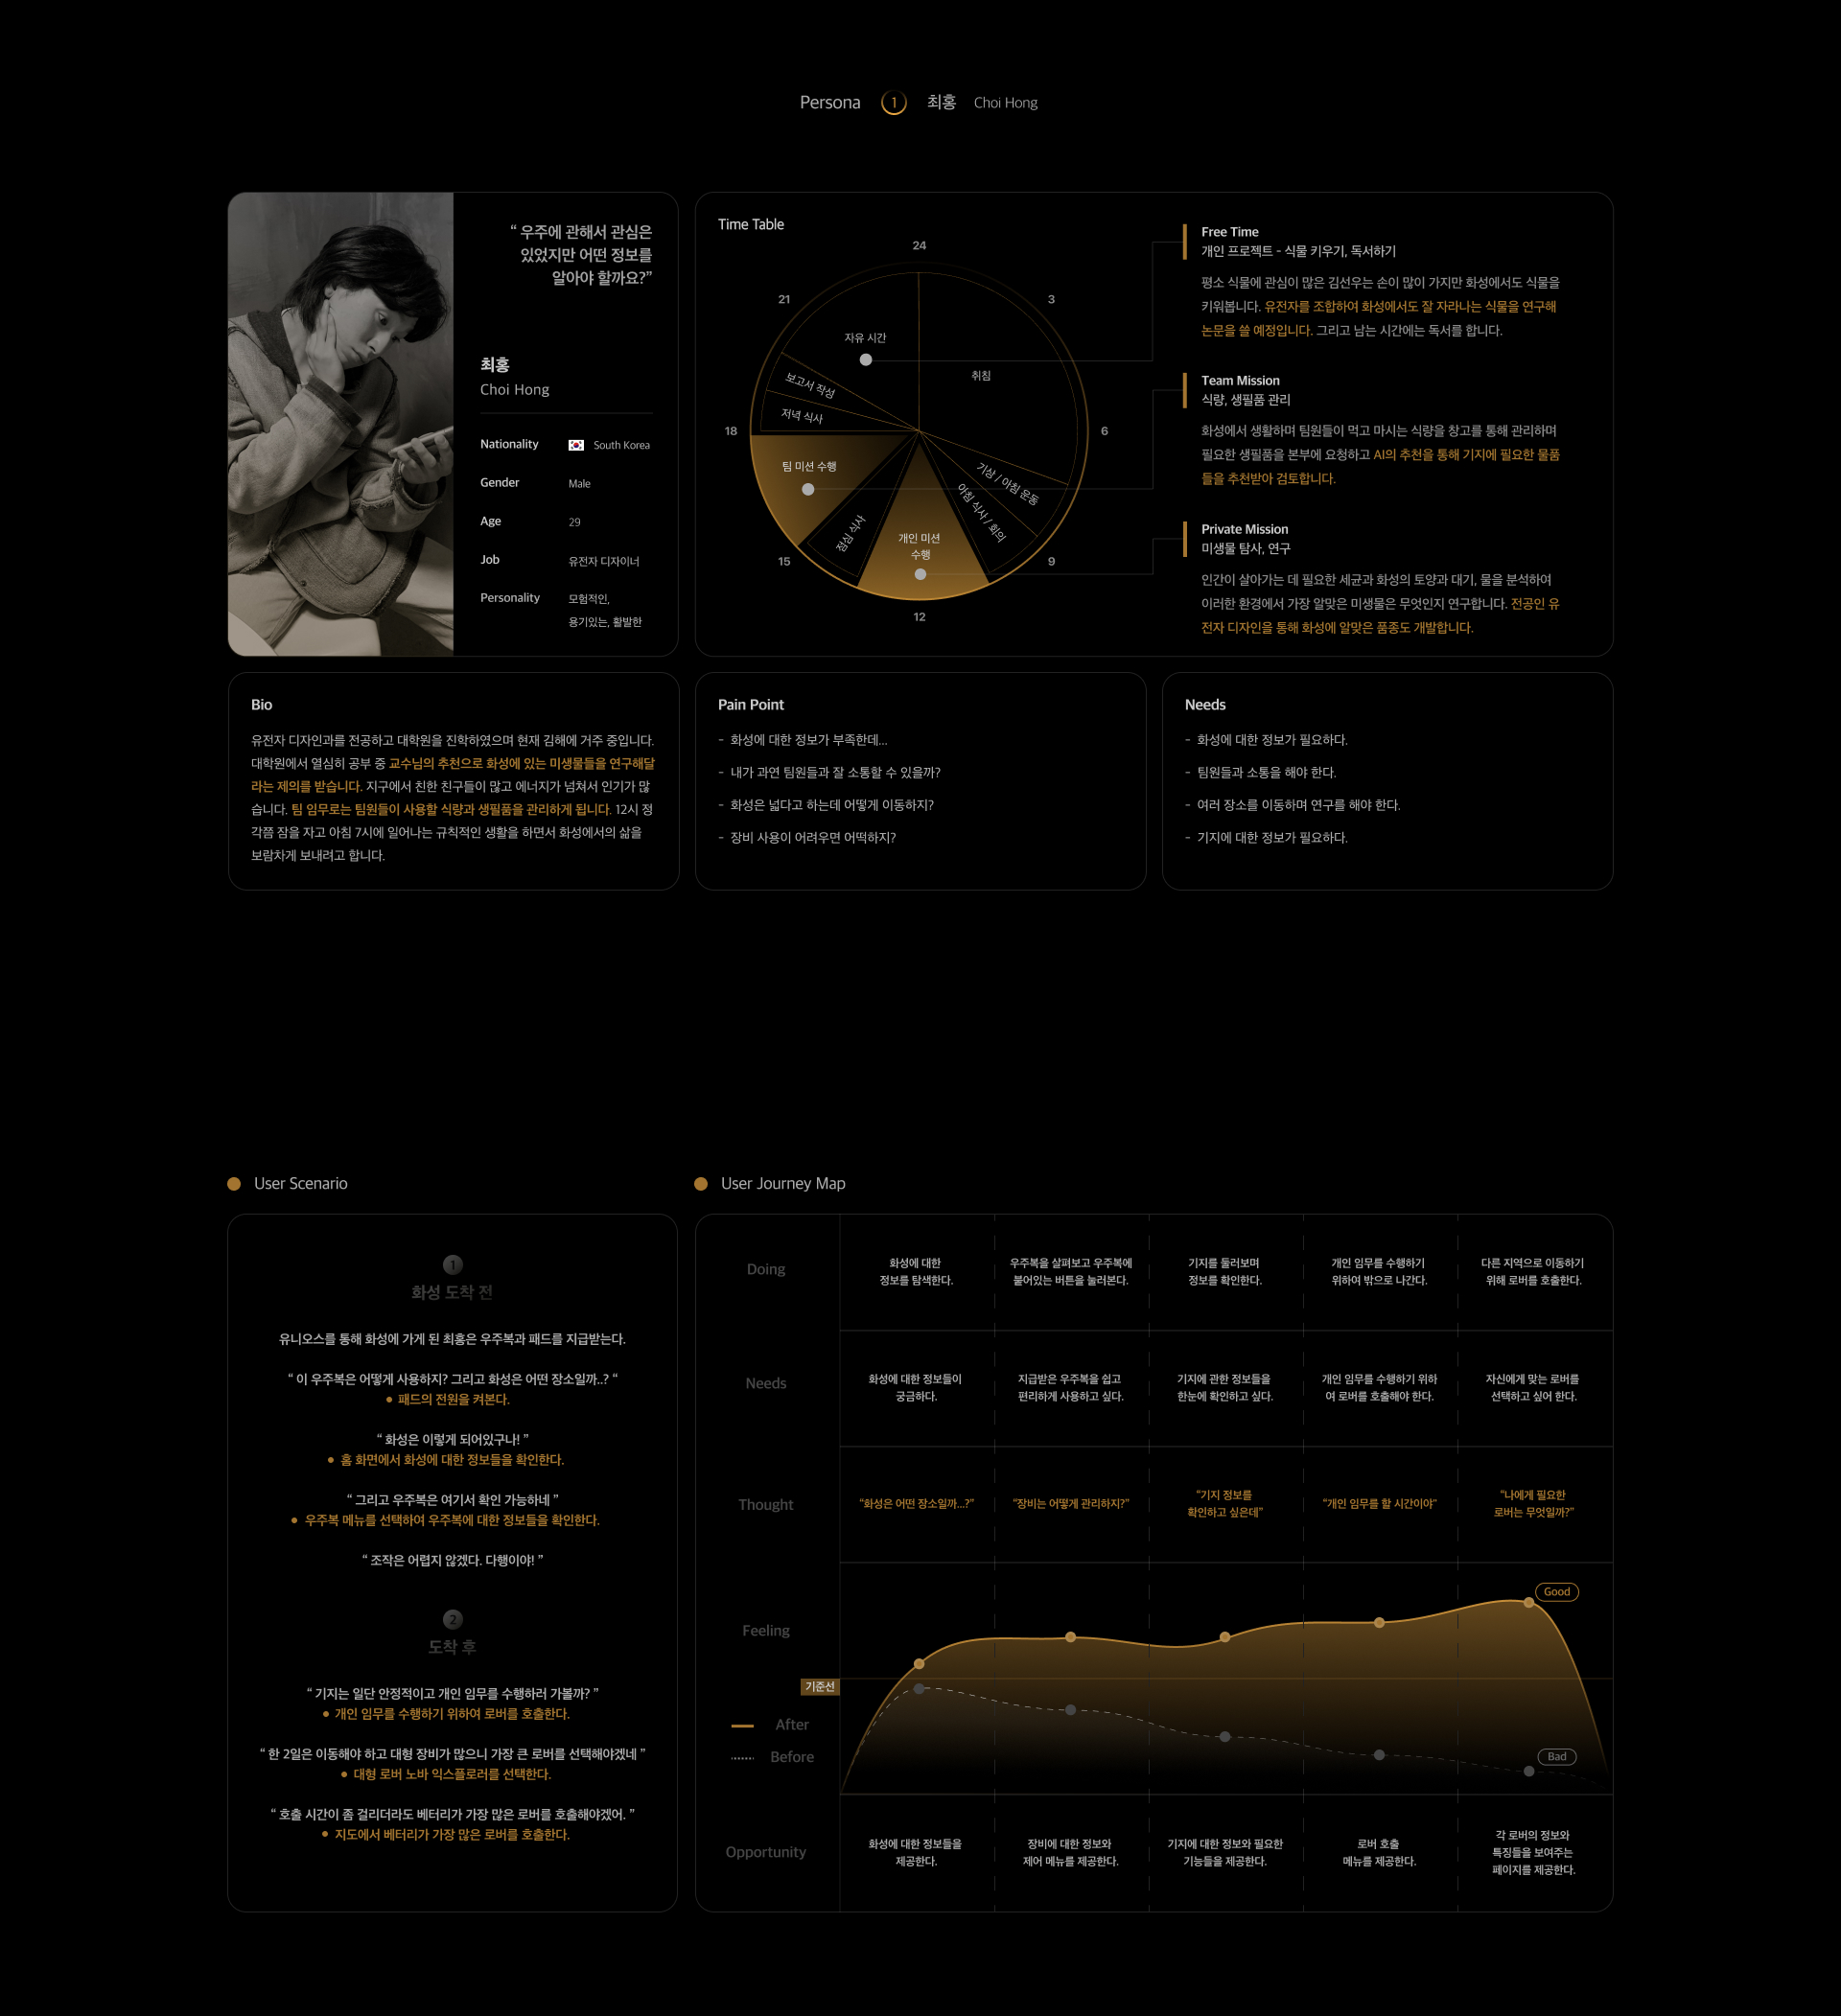 Persona 1 최홍 Choi Hong
“ 우주에 관해서 관심은
있었지만 어떤 정보를
알아야 할까요?”
최홍
Choi Hong
Nationality South Korea
Gender Male
Age 29
Job 유전자 디자이너
Personality 모험적인,
용기있는, 활발한
Time Table
24
3
6
9
12
15
18
21
자유 시간
취침
보고서 작성
저녁 식사
팀 미션 수행
점심 식사
개인 미션
수행
아침 식사 / 회의
기상 / 아침 운동
Free Time
개인 프로젝트 - 식물 키우기, 독서하기
평소 식물에 관심이 많은 김선우는 손이 많이 가지만 화성에서도 식물을
키워봅니다. 유전자를 조합하여 화성에서도 잘 자라나는 식물을 연구해
논문을 쓸 예정입니다. 그리고 남는 시간에는 독서를 합니다.
Team Mission
식량, 생필품 관리
화성에서 생활하며 팀원들이 먹고 마시는 식량을 창고를 통해 관리하며
필요한 생필품을 본부에 요청하고 AI의 추천을 통해 기지에 필요한 물품
들을 추천받아 검토합니다.
Private Mission
미생물 탐사, 연구
인간이 살아가는 데 필요한 세균과 화성의 토양과 대기, 물을 분석하여
이러한 환경에서 가장 알맞은 미생물은 무엇인지 연구합니다. 전공인 유
전자 디자인을 통해 화성에 알맞은 품종도 개발합니다.
Bio
유전자 디자인과를 전공하고 대학원을 진학하였으며 현재 김해에 거주 중입니다.
대학원에서 열심히 공부 중 교수님의 추천으로 화성에 있는 미생물들을 연구해달
라는 제의를 받습니다. 지구에서 친한 친구들이 많고 에너지가 넘쳐서 인기가 많
습니다. 팀 임무로는 팀원들이 사용할 식량과 생필품을 관리하게 됩니다. 12시 정
각쯤 잠을 자고 아침 7시에 일어나는 규칙적인 생활을 하면서 화성에서의 삶을
보람차게 보내려고 합니다.
Pain Point
- 화성에 대한 정보가 부족한데...
- 내가 과연 팀원들과 잘 소통할 수 있을까?
- 화성은 넓다고 하는데 어떻게 이동하지?
- 장비 사용이 어려우면 어떡하지?
Needs
- 화성에 대한 정보가 필요하다.
- 팀원들과 소통을 해야 한다.
- 여러 장소를 이동하며 연구를 해야 한다.
- 기지에 대한 정보가 필요하다.
User Scenario
1
화성 도착 전
유니오스를 통해 화성에 가게 된 최홍은 우주복과 패드를 지급받는다.
“ 이 우주복은 어떻게 사용하지? 그리고 화성은 어떤 장소일까..? “
● 패드의 전원을 켜본다.
“ 화성은 이렇게 되어있구나! ”
● 홈 화면에서 화성에 대한 정보들을 확인한다.
“ 그리고 우주복은 여기서 확인 가능하네 ”
● 우주복 메뉴를 선택하여 우주복에 대한 정보들을 확인한다.
“ 조작은 어렵지 않겠다. 다행이야! ”
2
도착 후
“ 기지는 일단 안정적이고 개인 임무를 수행하러 가볼까? ”
● 개인 임무를 수행하기 위하여 로버를 호출한다.
“ 한 2일은 이동해야 하고 대형 장비가 많으니 가장 큰 로버를 선택해야겠네 ”
● 대형 로버 노바 익스플로러를 선택한다.
“ 호출 시간이 좀 걸리더라도 베터리가 가장 많은 로버를 호출해야겠어. ”
● 지도에서 베터리가 가장 많은 로버를 호출한다.
User Journey Map
Doing
화성에 대한
정보를 탐색한다.
우주복을 살펴보고 우주복에
붙어있는 버튼을 눌러본다.
기지를 둘러보며
정보를 확인한다.
개인 임무를 수행하기
위하여 밖으로 나간다.
다른 지역으로 이동하기
위해 로버를 호출한다.
Needs
화성에 대한 정보들이
궁금하다.
지급받은 우주복을 쉽고
편리하게 사용하고 싶다.
기지에 관한 정보들을
한눈에 확인하고 싶다.
개인 임무를 수행하기 위하
여 로버를 호출해야 한다.
자신에게 맞는 로버를
선택하고 싶어 한다.
Thought
“화성은 어떤 장소일까...?”
“장비는 어떻게 관리하지?”
“기지 정보를
확인하고 싶은데”
“개인 임무를 할 시간이야”
“나에게 필요한
로버는 무엇일까?”
Feeling
Good
기준선
After
Before
Bad
Opportunity
화성에 대한 정보들을
제공한다.
장비에 대한 정보와
제어 메뉴를 제공한다.
기지에 대한 정보와 필요한
기능들을 제공한다.
로버 호출
메뉴를 제공한다.
각 로버의 정보와
특징들을 보여주는
페이지를 제공한다.